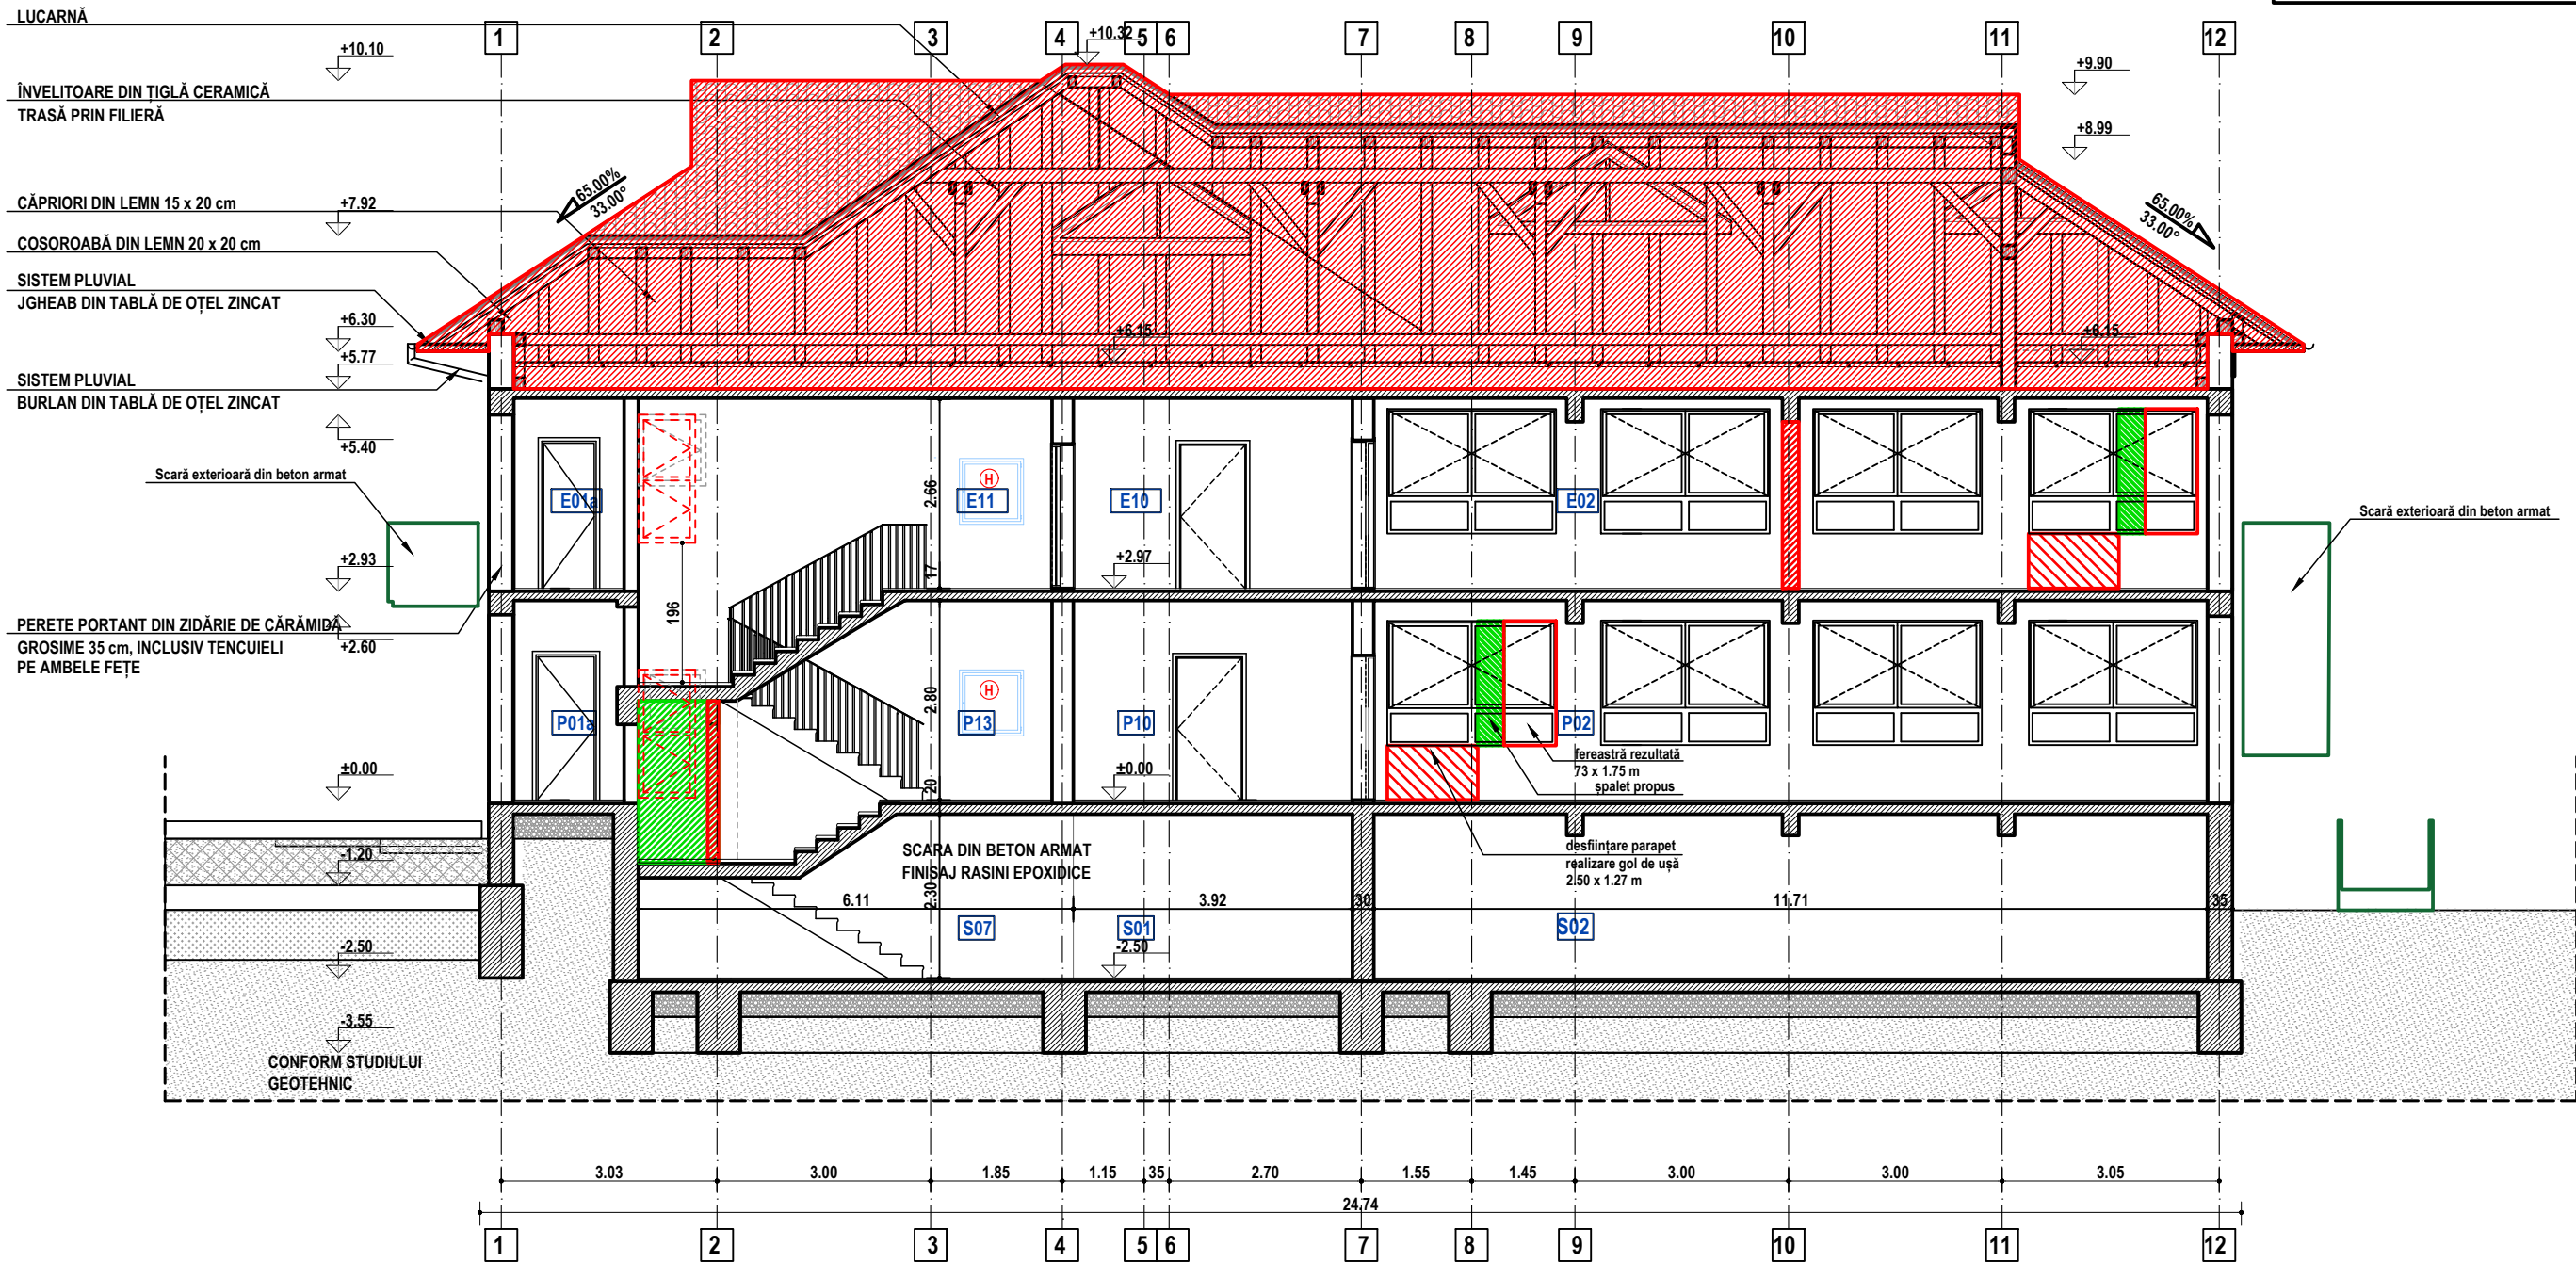 LUCARNĂ
ÎNVELITOARE DIN ȚIGLĂ CERAMICĂ
TRASĂ PRIN FILIERĂ
CĂPRIORI DIN LEMN 15 x 20 cm
COSOROABĂ DIN LEMN 20 x 20 cm
SISTEM PLUVIAL
JGHEAB DIN TABLĂ DE OȚEL ZINCAT
SISTEM PLUVIAL
BURLAN DIN TABLĂ DE OȚEL ZINCAT
Scară exterioară din beton armat
PERETE PORTANT DIN ZIDĂRIE DE CĂRĂMIDĂ
GROSIME 35 cm, INCLUSIV TENCUIELI
PE AMBELE FEȚE
+10.10
+7.92
+6.30
+5.77
+5.40
+2.93
+2.60
±0.00
-1.20
-2.50
-3.55
CONFORM STUDIULUI
GEOTEHNIC
1 2 3 4 5 6 7 8 9 10 11 12
+10.32
+9.90
+8.99
65.00%
33.00°
65.00%
33.00°
+6.15
+6.15
E01a
E11
H
E10
E02
2.66
17
196
+2.97
Scară exterioară din beton armat
P01a
P13
H
P10
P02
2.80
20
±0.00
fereastră rezultată
73 x 1.75 m
șpalet propus
desființare parapet
realizare gol de ușă
2.50 x 1.27 m
SCARA DIN BETON ARMAT
FINISAJ RASINI EPOXIDICE
2.30
6.11
3.92
30
11.71
35
S07
S01
S02
-2.50
3.03 3.00 1.85 1.15 35 2.70 1.55 1.45 3.00 3.00 3.05
24.74
1 2 3 4 5 6 7 8 9 10 11 12